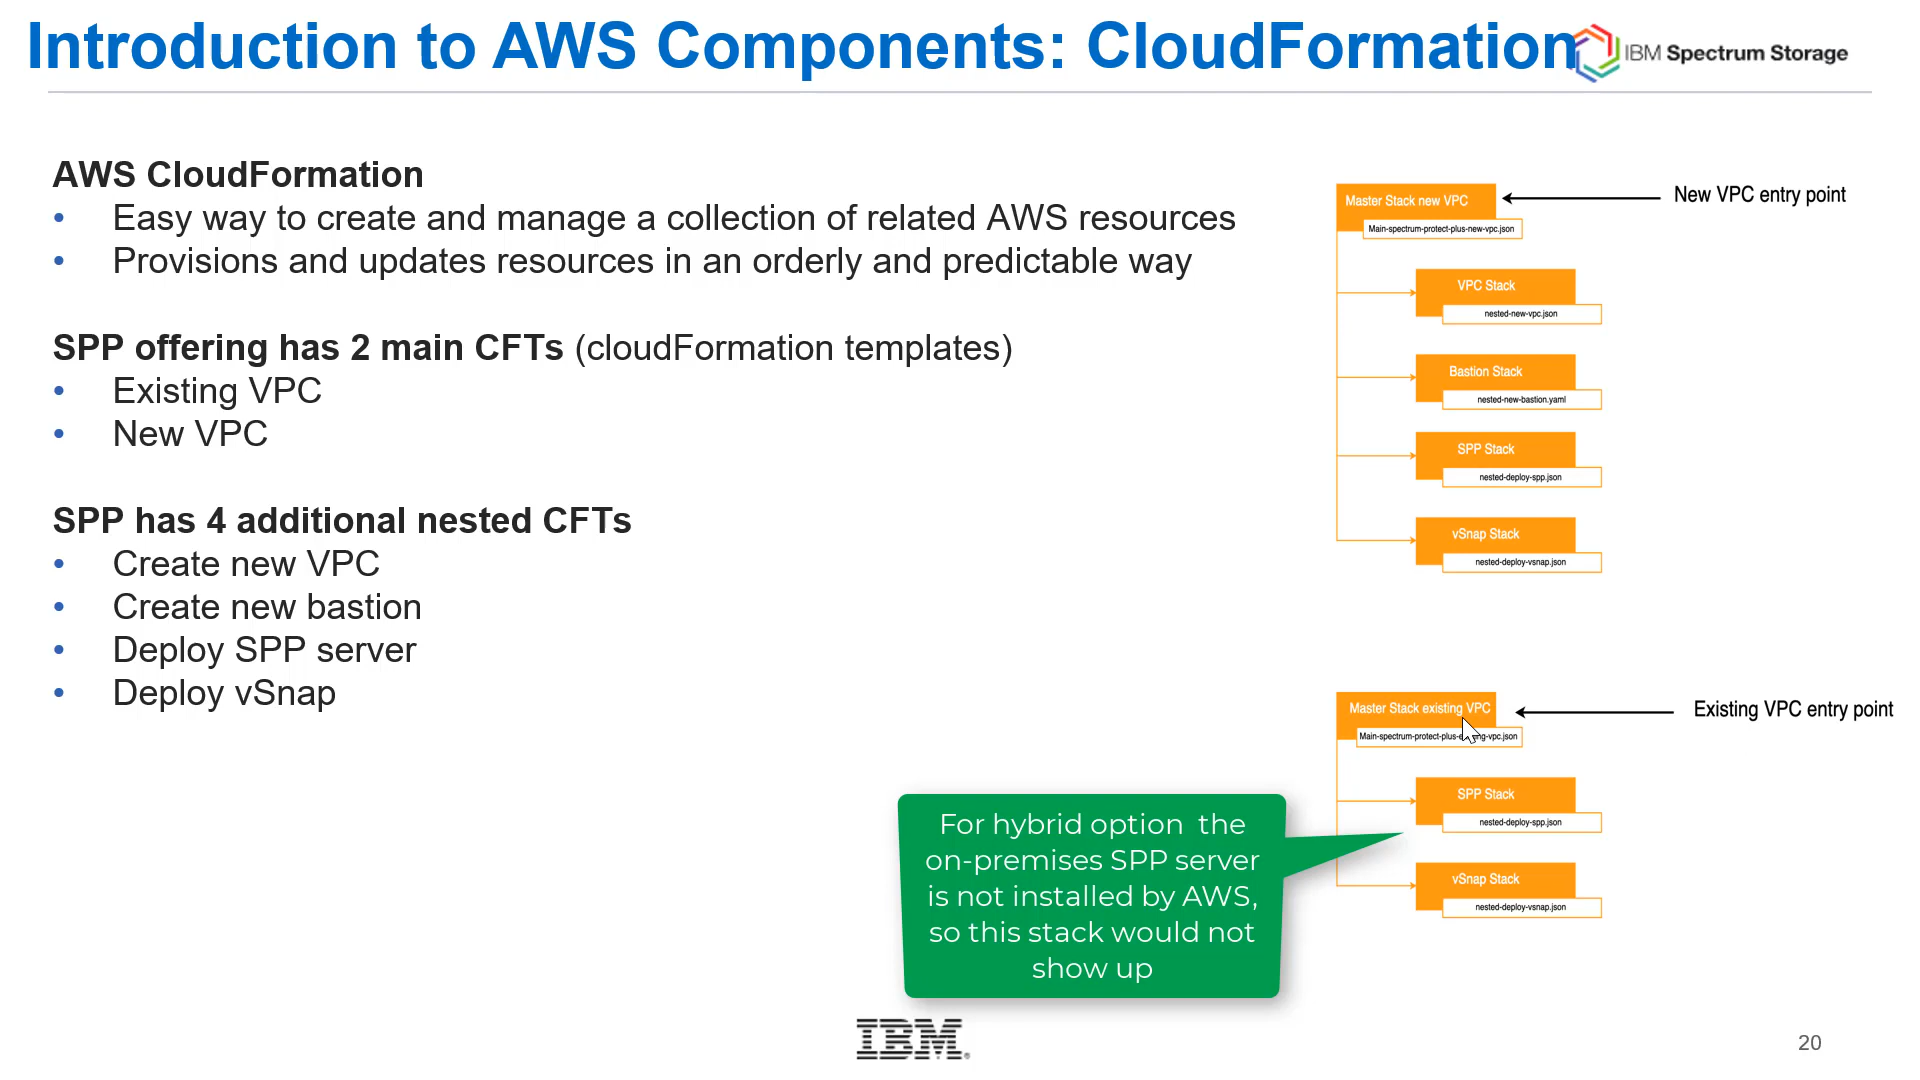 Introduction to AWS Components: CloudFormation
IBM Spectrum Storage
AWS CloudFormation
• Easy way to create and manage a collection of related AWS resources
• Provisions and updates resources in an orderly and predictable way
SPP offering has 2 main CFTs (cloudFormation templates)
• Existing VPC
• New VPC
SPP has 4 additional nested CFTs
• Create new VPC
• Create new bastion
• Deploy SPP server
• Deploy vSnap
Master Stack new VPC
New VPC entry point
Main-spectrum-protect-plus-new-vpc.json
VPC Stack
nested-new-vpc.json
Bastion Stack
nested-new-bastion.yaml
SPP Stack
nested-deploy-spp.json
vSnap Stack
nested-deploy-vsnap.json
Master Stack existing VPC
Existing VPC entry point
SPP Stack
nested-deploy-spp.json
vSnap Stack
nested-deploy-vsnap.json
For hybrid option the
on-premises SPP server
is not installed by AWS,
so this stack would not
show up
IBM
20